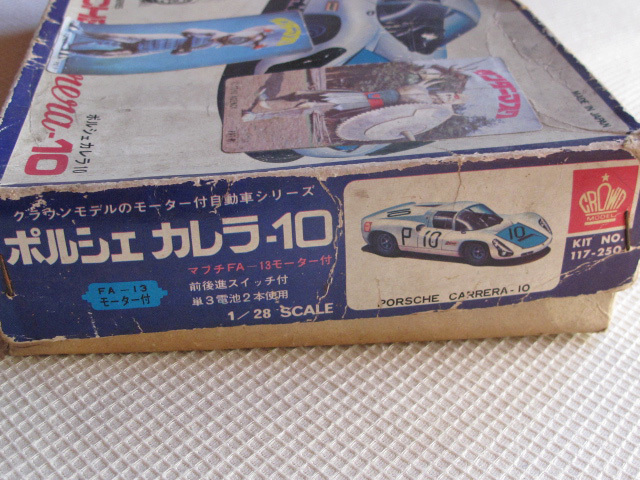 rera-10
ポルシェカレラ10
クラウンモデルのモーター付自動車シリーズ
ポルシェ カレラ-10
FA-13
モーター付
マブチFA-13モーター付
前後進スイッチ付
単3電池2本使用
1/28 SCALE
P 10
10
PORSCHE CARRERA-10
CROWN
MODEL
KIT NO.
117-250